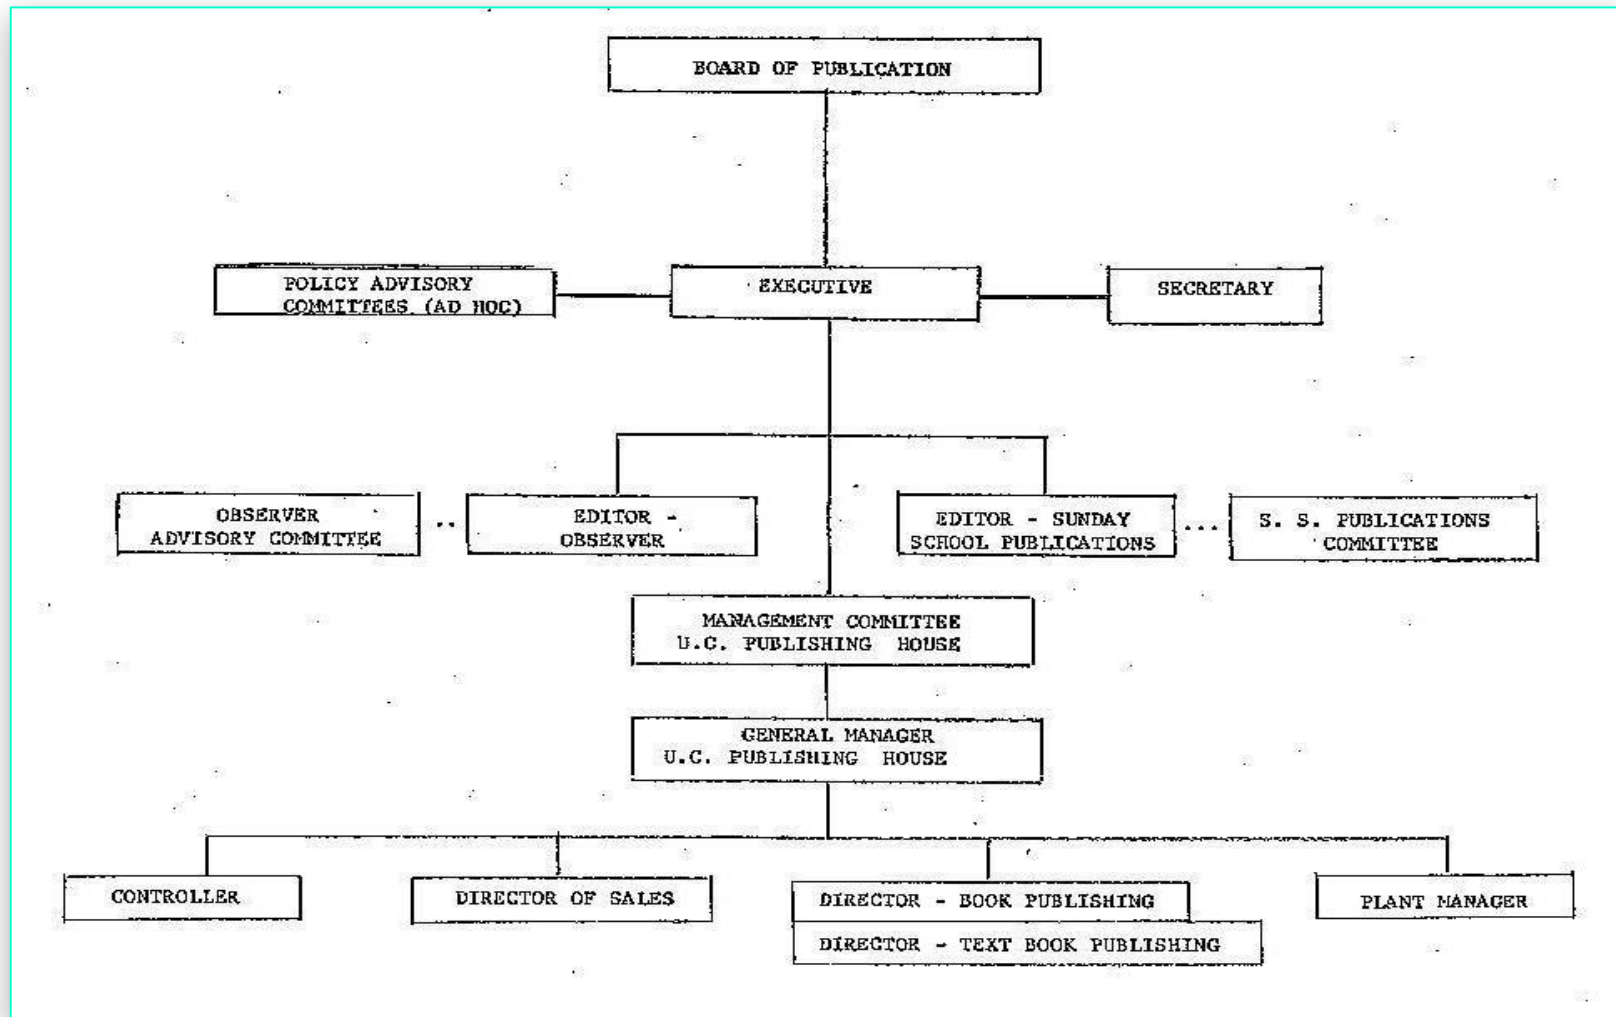 BOARD OF PUBLICATION
POLICY ADVISORY
COMMITTEES (AD HOC)
EXECUTIVE
SECRETARY
OBSERVER
ADVISORY COMMITTEE
EDITOR -
OBSERVER
EDITOR - SUNDAY
SCHOOL PUBLICATIONS
S. S. PUBLICATIONS
COMMITTEE
MANAGEMENT COMMITTEE
U.C. PUBLISHING HOUSE
GENERAL MANAGER
U.C. PUBLISHING HOUSE
CONTROLLER
DIRECTOR OF SALES
DIRECTOR - BOOK PUBLISHING
DIRECTOR - TEXT BOOK PUBLISHING
PLANT MANAGER